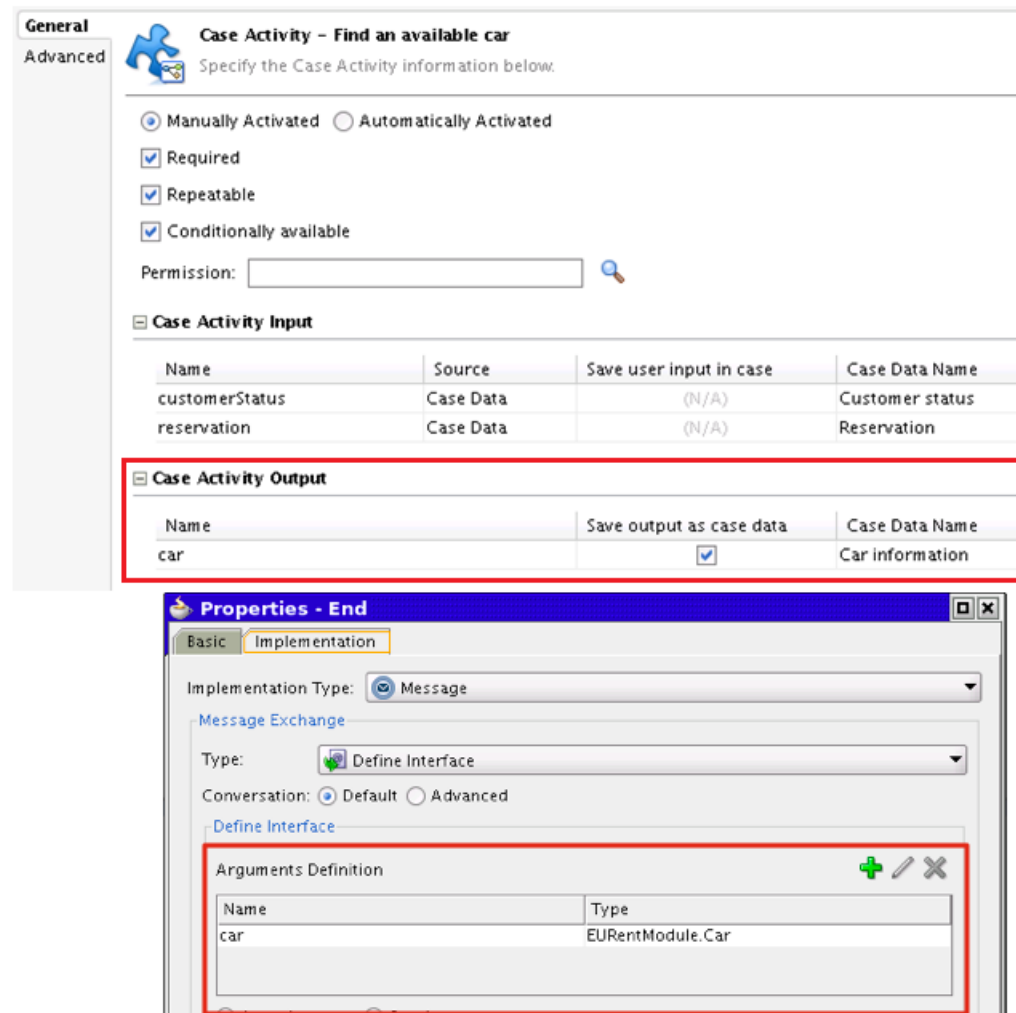 General
Advanced
Case Activity - Find an available car
Specify the Case Activity information below.
Manually Activated Automatically Activated
Required
Repeatable
Conditionally available
Permission:
Case Activity Input
Name Source Save user input in case Case Data Name
customerStatus Case Data (N/A) Customer status
reservation Case Data (N/A) Reservation
Case Activity Output
Name Save output as case data Case Data Name
car Car information
Properties - End
Basic Implementation
Implementation Type: Message
Message Exchange
Type: Define Interface
Conversation: Default Advanced
Define Interface
Arguments Definition
Name Type
car EURentModule.Car